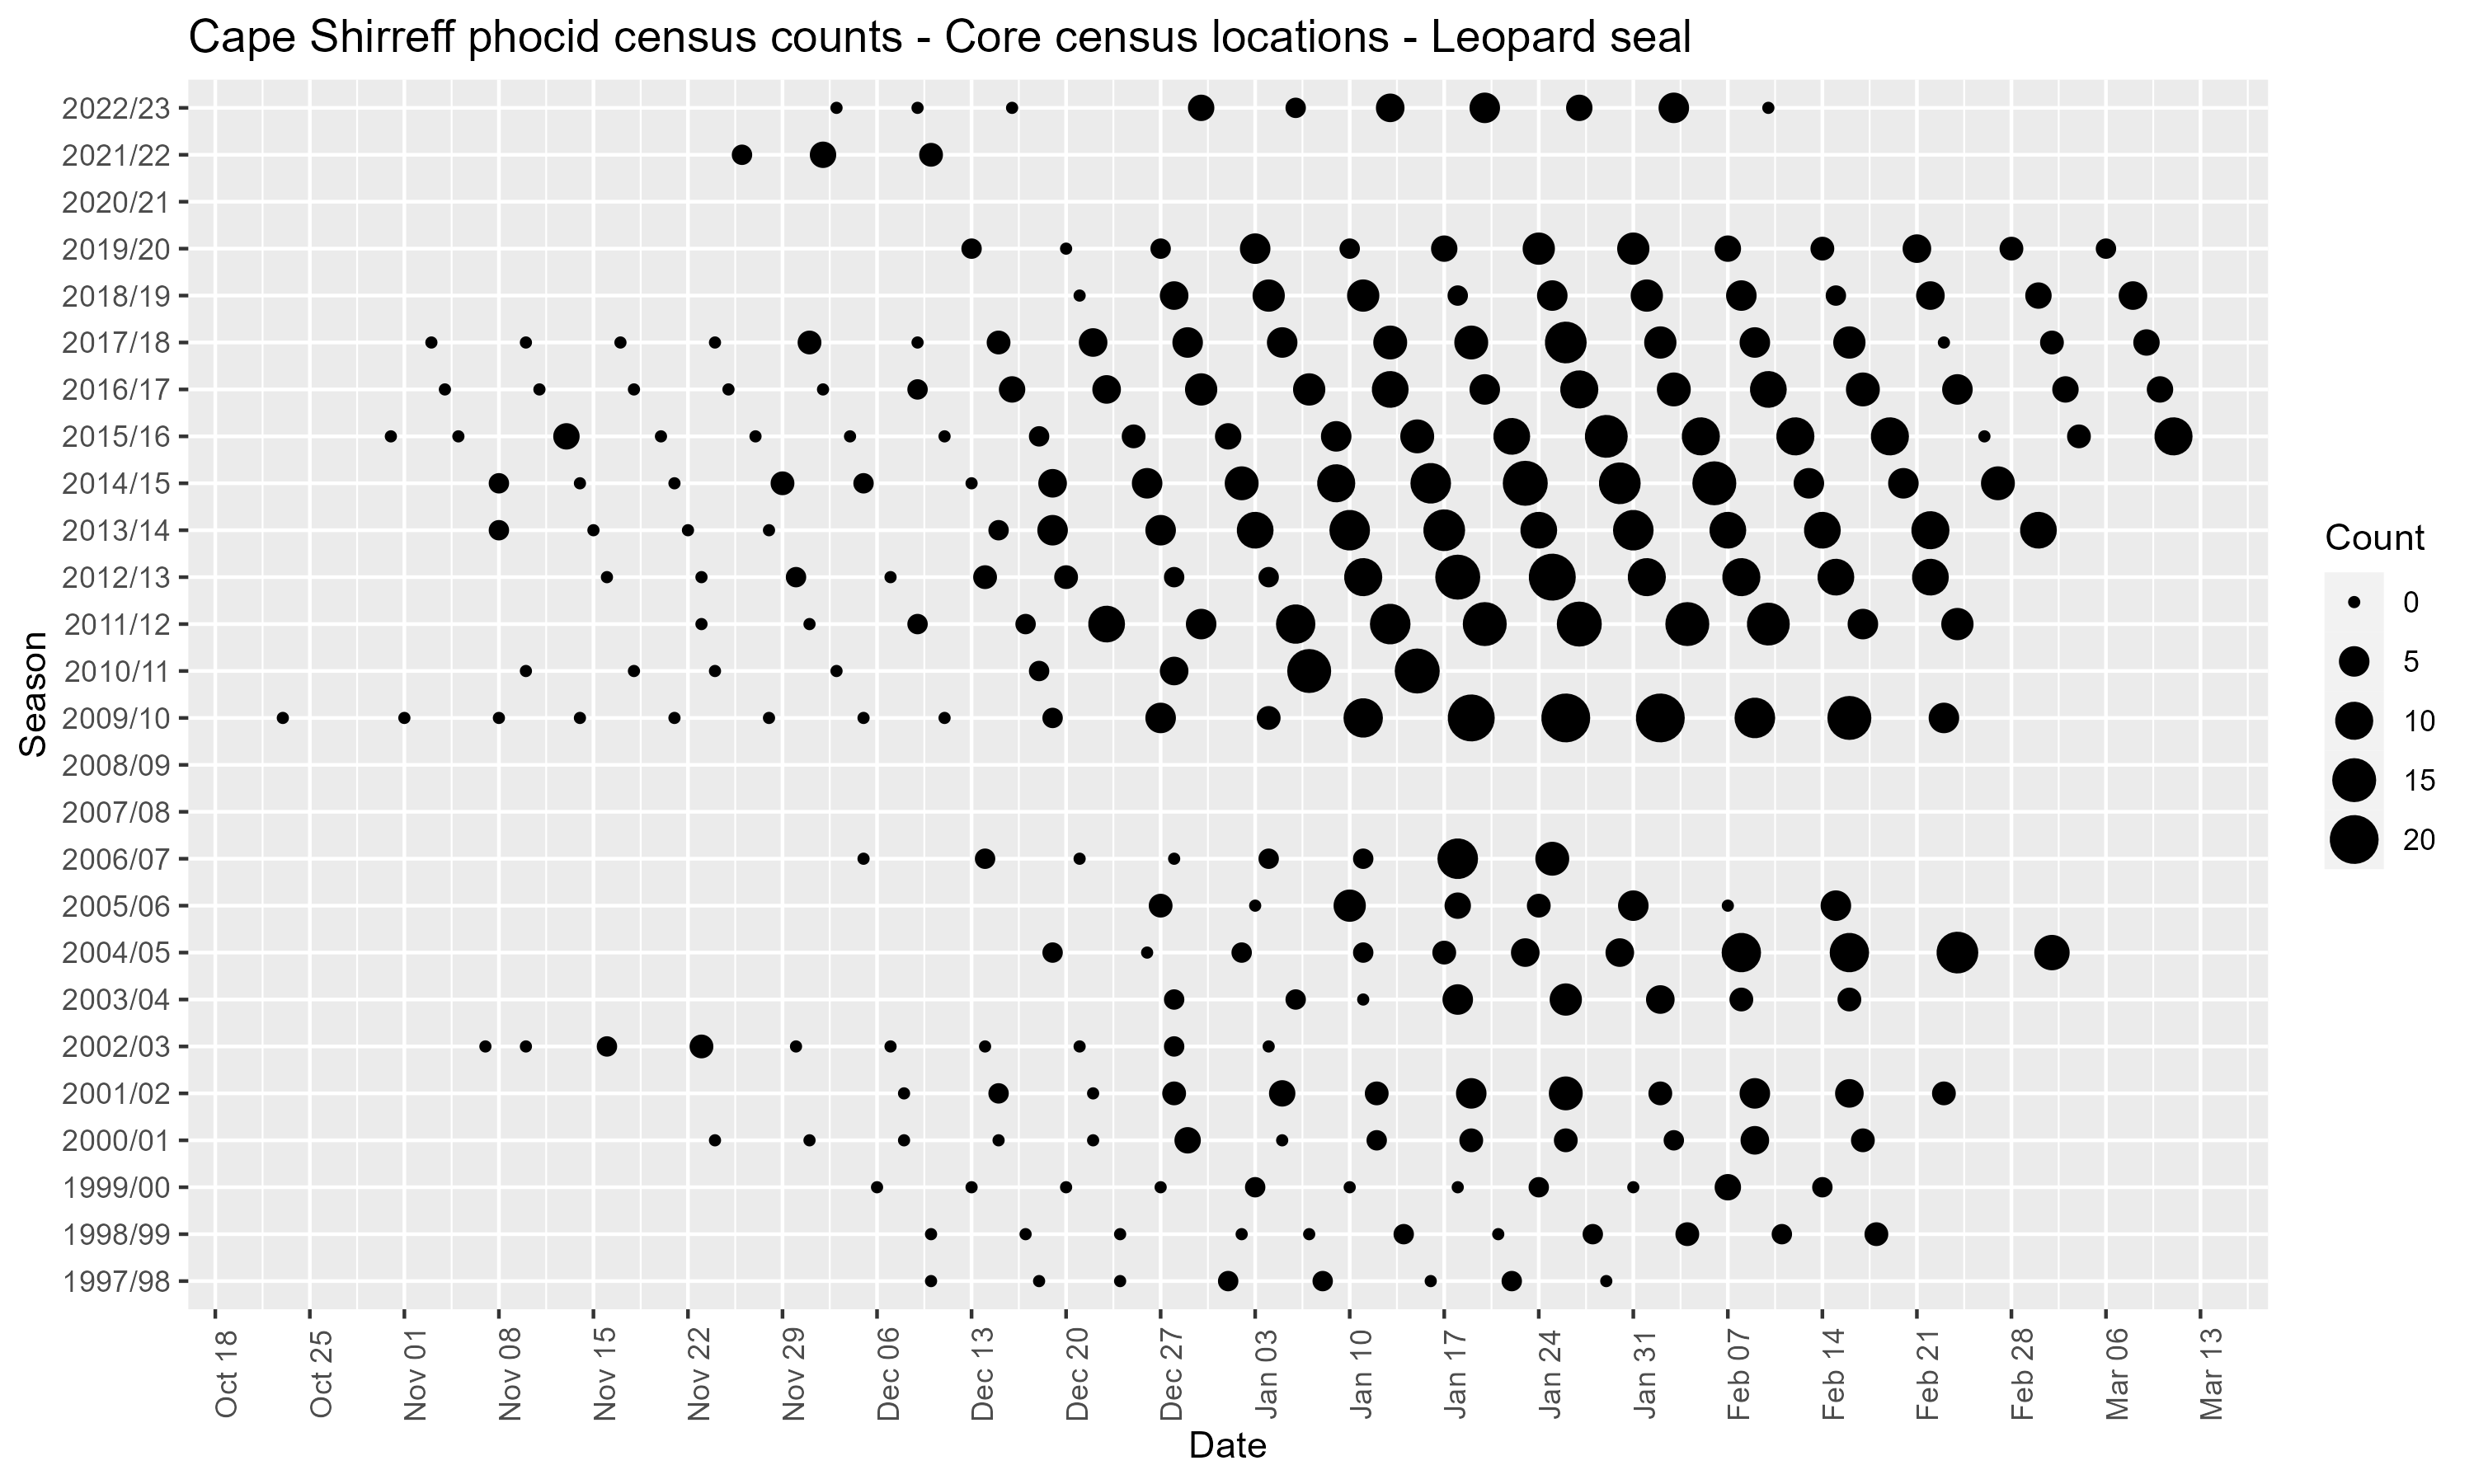 Cape Shirreff phocid census counts - Core census locations - Leopard seal
2022/23
2021/22
2020/21
2019/20
2018/19
2017/18
2016/17
2015/16
2014/15
2013/14
2012/13
2011/12
2010/11
2009/10
2008/09
2007/08
2006/07
2005/06
2004/05
2003/04
2002/03
2001/02
2000/01
1999/00
1998/99
1997/98
Season
Oct 18
Oct 25
Nov 01
Nov 08
Nov 15
Nov 22
Nov 29
Dec 06
Dec 13
Dec 20
Dec 27
Jan 03
Jan 10
Jan 17
Jan 24
Jan 31
Feb 07
Feb 14
Feb 21
Feb 28
Mar 06
Mar 13
Date
Count
0
5
10
15
20